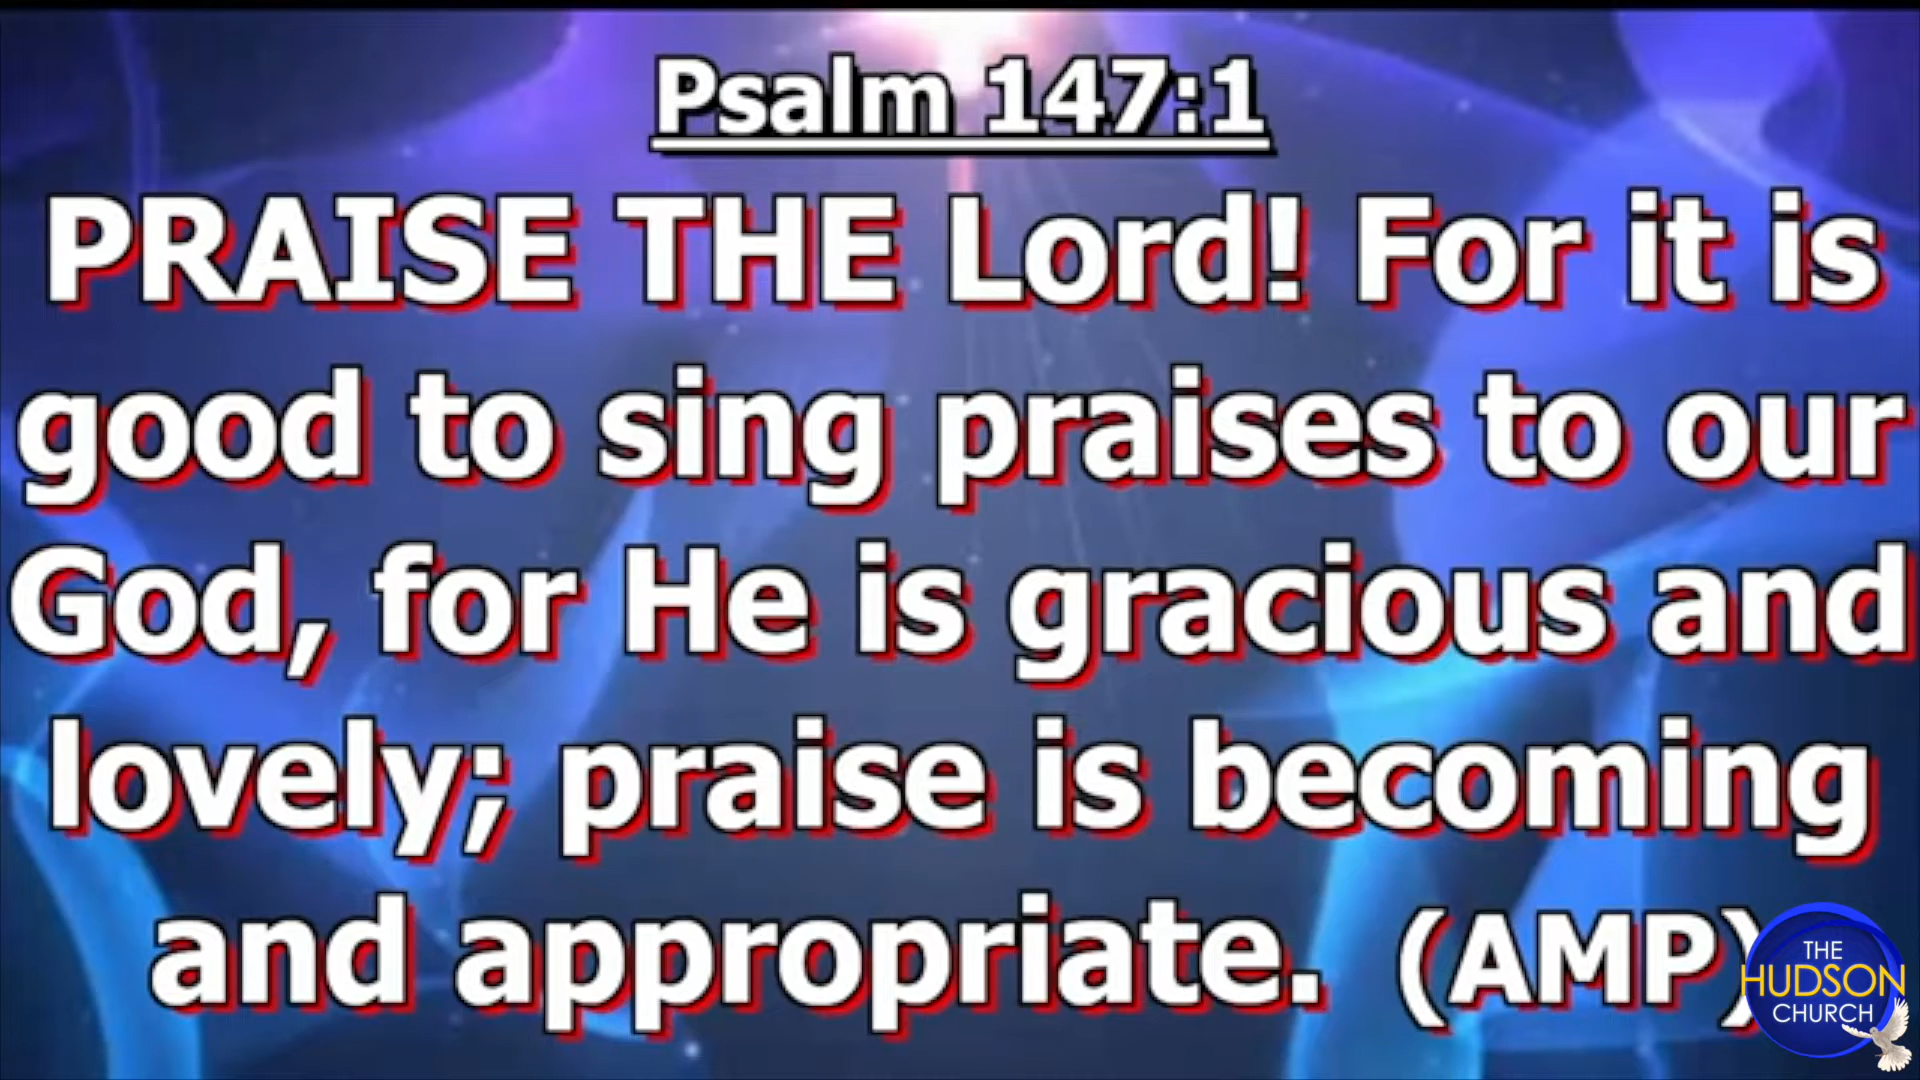 Psalm 147:1
PRAISE THE Lord! For it is
good to sing praises to our
God, for He is gracious and
lovely; praise is becoming
and appropriate. (AMP)
THE
HUDSON
CHURCH